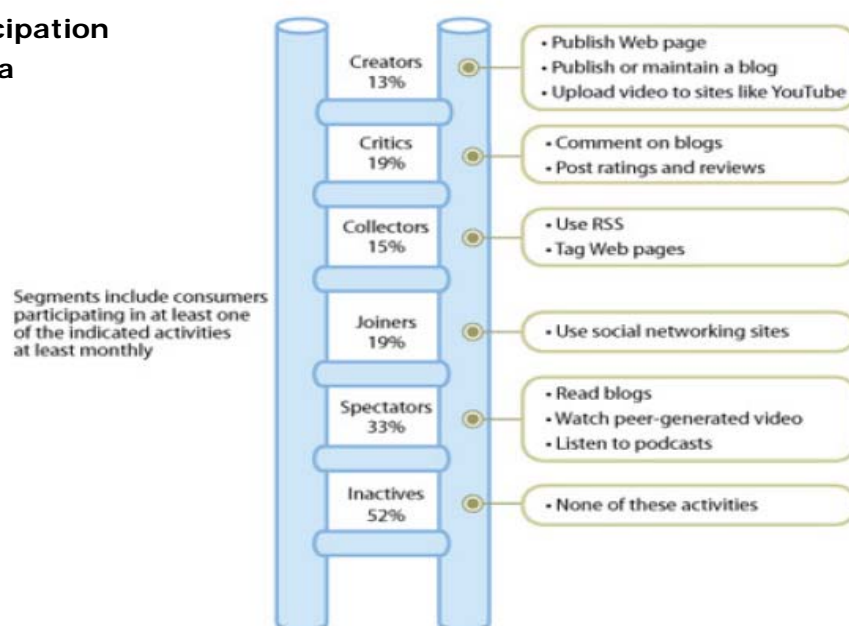 Creators
13%
• Publish Web page
• Publish or maintain a blog
• Upload video to sites like YouTube
Critics
19%
• Comment on blogs
• Post ratings and reviews
Collectors
15%
• Use RSS
• Tag Web pages
Segments include consumers
participating in at least one
of the indicated activities
at least monthly
Joiners
19%
• Use social networking sites
Spectators
33%
• Read blogs
• Watch peer-generated video
• Listen to podcasts
Inactives
52%
• None of these activities